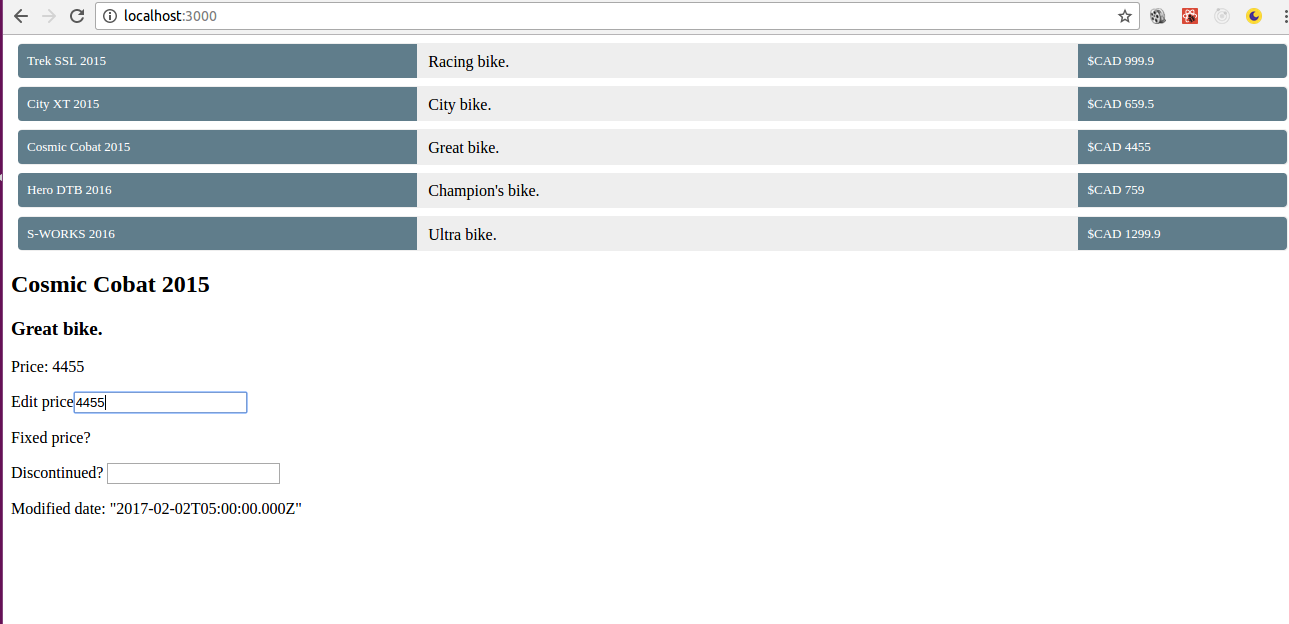 localhost:3000
Trek SSL 2015 Racing bike. $CAD 999.9
City XT 2015 City bike. $CAD 659.5
Cosmic Cobat 2015 Great bike. $CAD 4455
Hero DTB 2016 Champion's bike. $CAD 759
S-WORKS 2016 Ultra bike. $CAD 1299.9
Cosmic Cobat 2015
Great bike.
Price: 4455
Edit price 4455
Fixed price?
Discontinued?
Modified date: "2017-02-02T05:00:00.000Z"